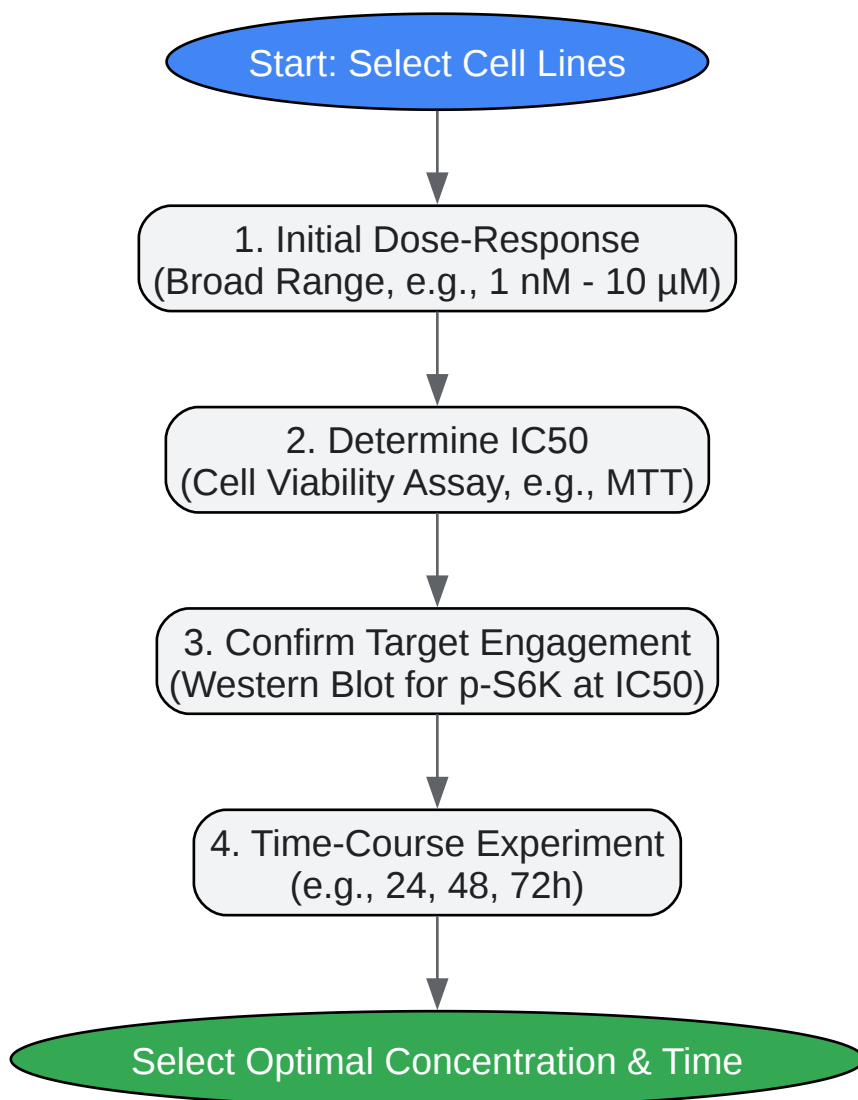 Start: Select Cell Lines
1. Initial Dose-Response
(Broad Range, e.g., 1 nM - 10 µM)
2. Determine IC50
(Cell Viability Assay, e.g., MTT)
3. Confirm Target Engagement
(Western Blot for p-S6K at IC50)
4. Time-Course Experiment
(e.g., 24, 48, 72h)
Select Optimal Concentration & Time